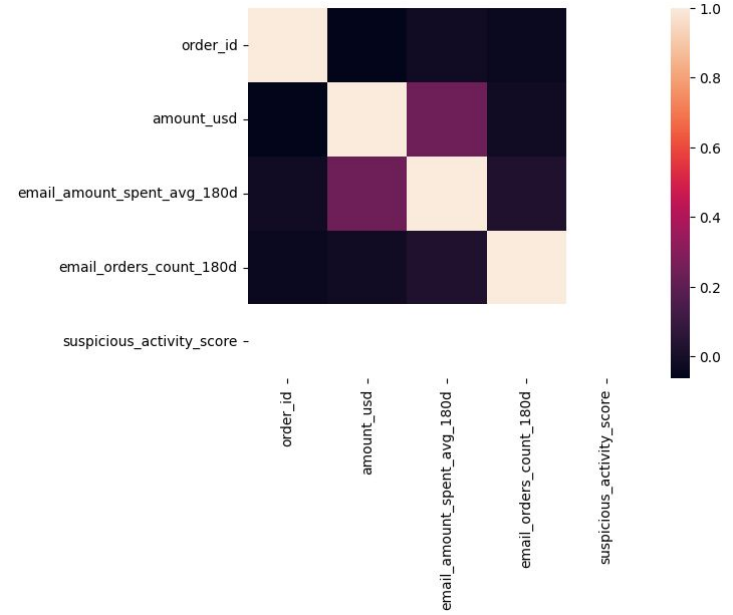 order_id
amount_usd
email_amount_spent_avg_180d
email_orders_count_180d
suspicious_activity_score
order_id
amount_usd
email_amount_spent_avg_180d
email_orders_count_180d
suspicious_activity_score
1.0
0.8
0.6
0.4
0.2
0.0